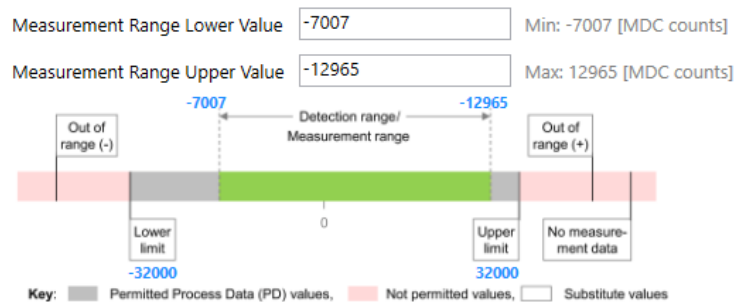 Measurement Range Lower Value -7007 Min: -7007 [MDC counts]
Measurement Range Upper Value -12965 Max: 12965 [MDC counts]
-7007 -12965
Out of
range (-)
Detection range/
Measurement range
Out of
range (+)
0
Lower
limit
Upper
limit
No measure-
ment data
-32000 32000
Key: Permitted Process Data (PD) values, Not permitted values, Substitute values